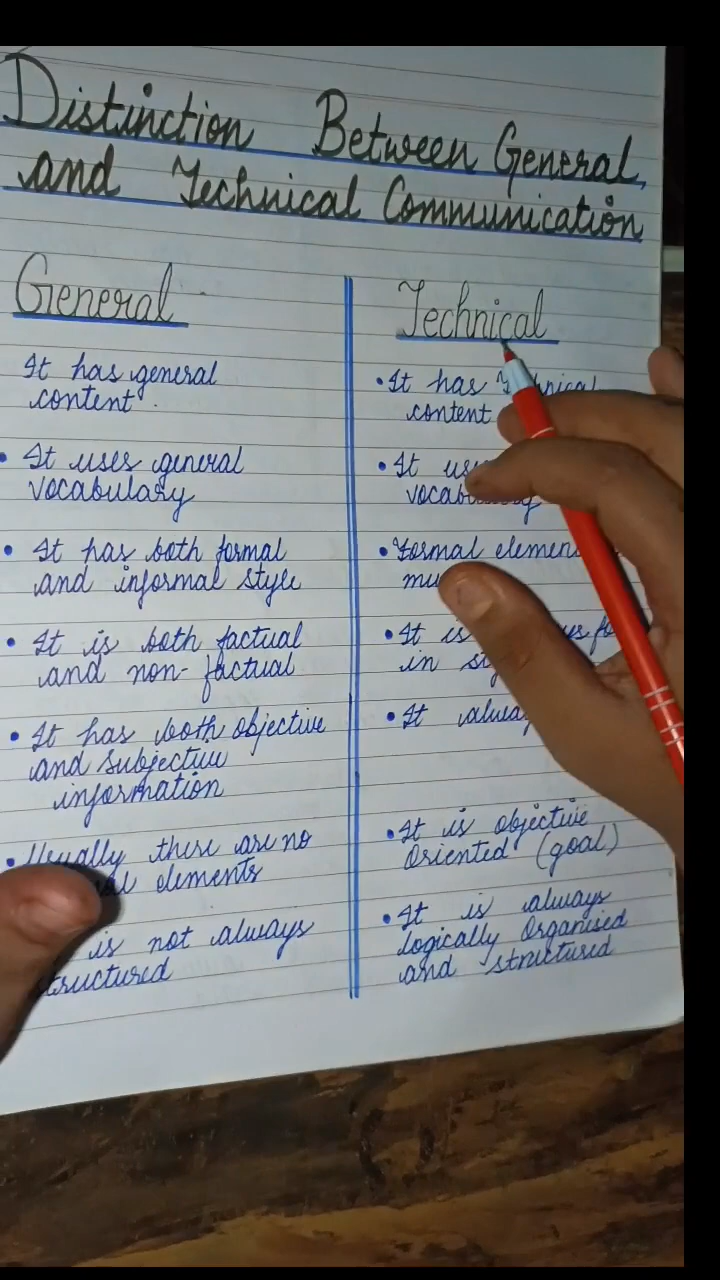 Distinction Between General
and Technical Communication
General
It has general
content
• It uses general
vocabulary
• It has both formal
and informal style
• It is both factual
and non-factual
• It has both objective
and subjective
information
• Usually there are no
elements
is not always
structured
Technical
• It has
content
• It
• Formal
• It is
in
• It
• It is objective
Oriented (goal)
• It is always
logically Organised
and structured